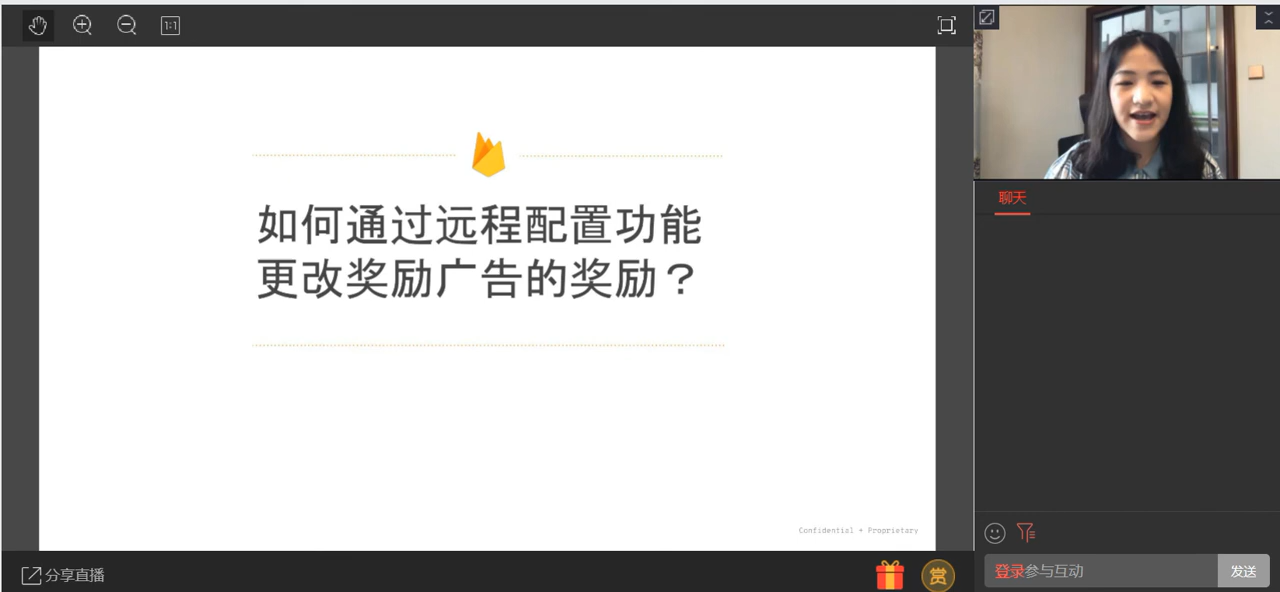 1:1
如何通过远程配置功能
更改奖励广告的奖励？
Confidential + Proprietary
分享直播
赏
聊天
登录参与互动
发送